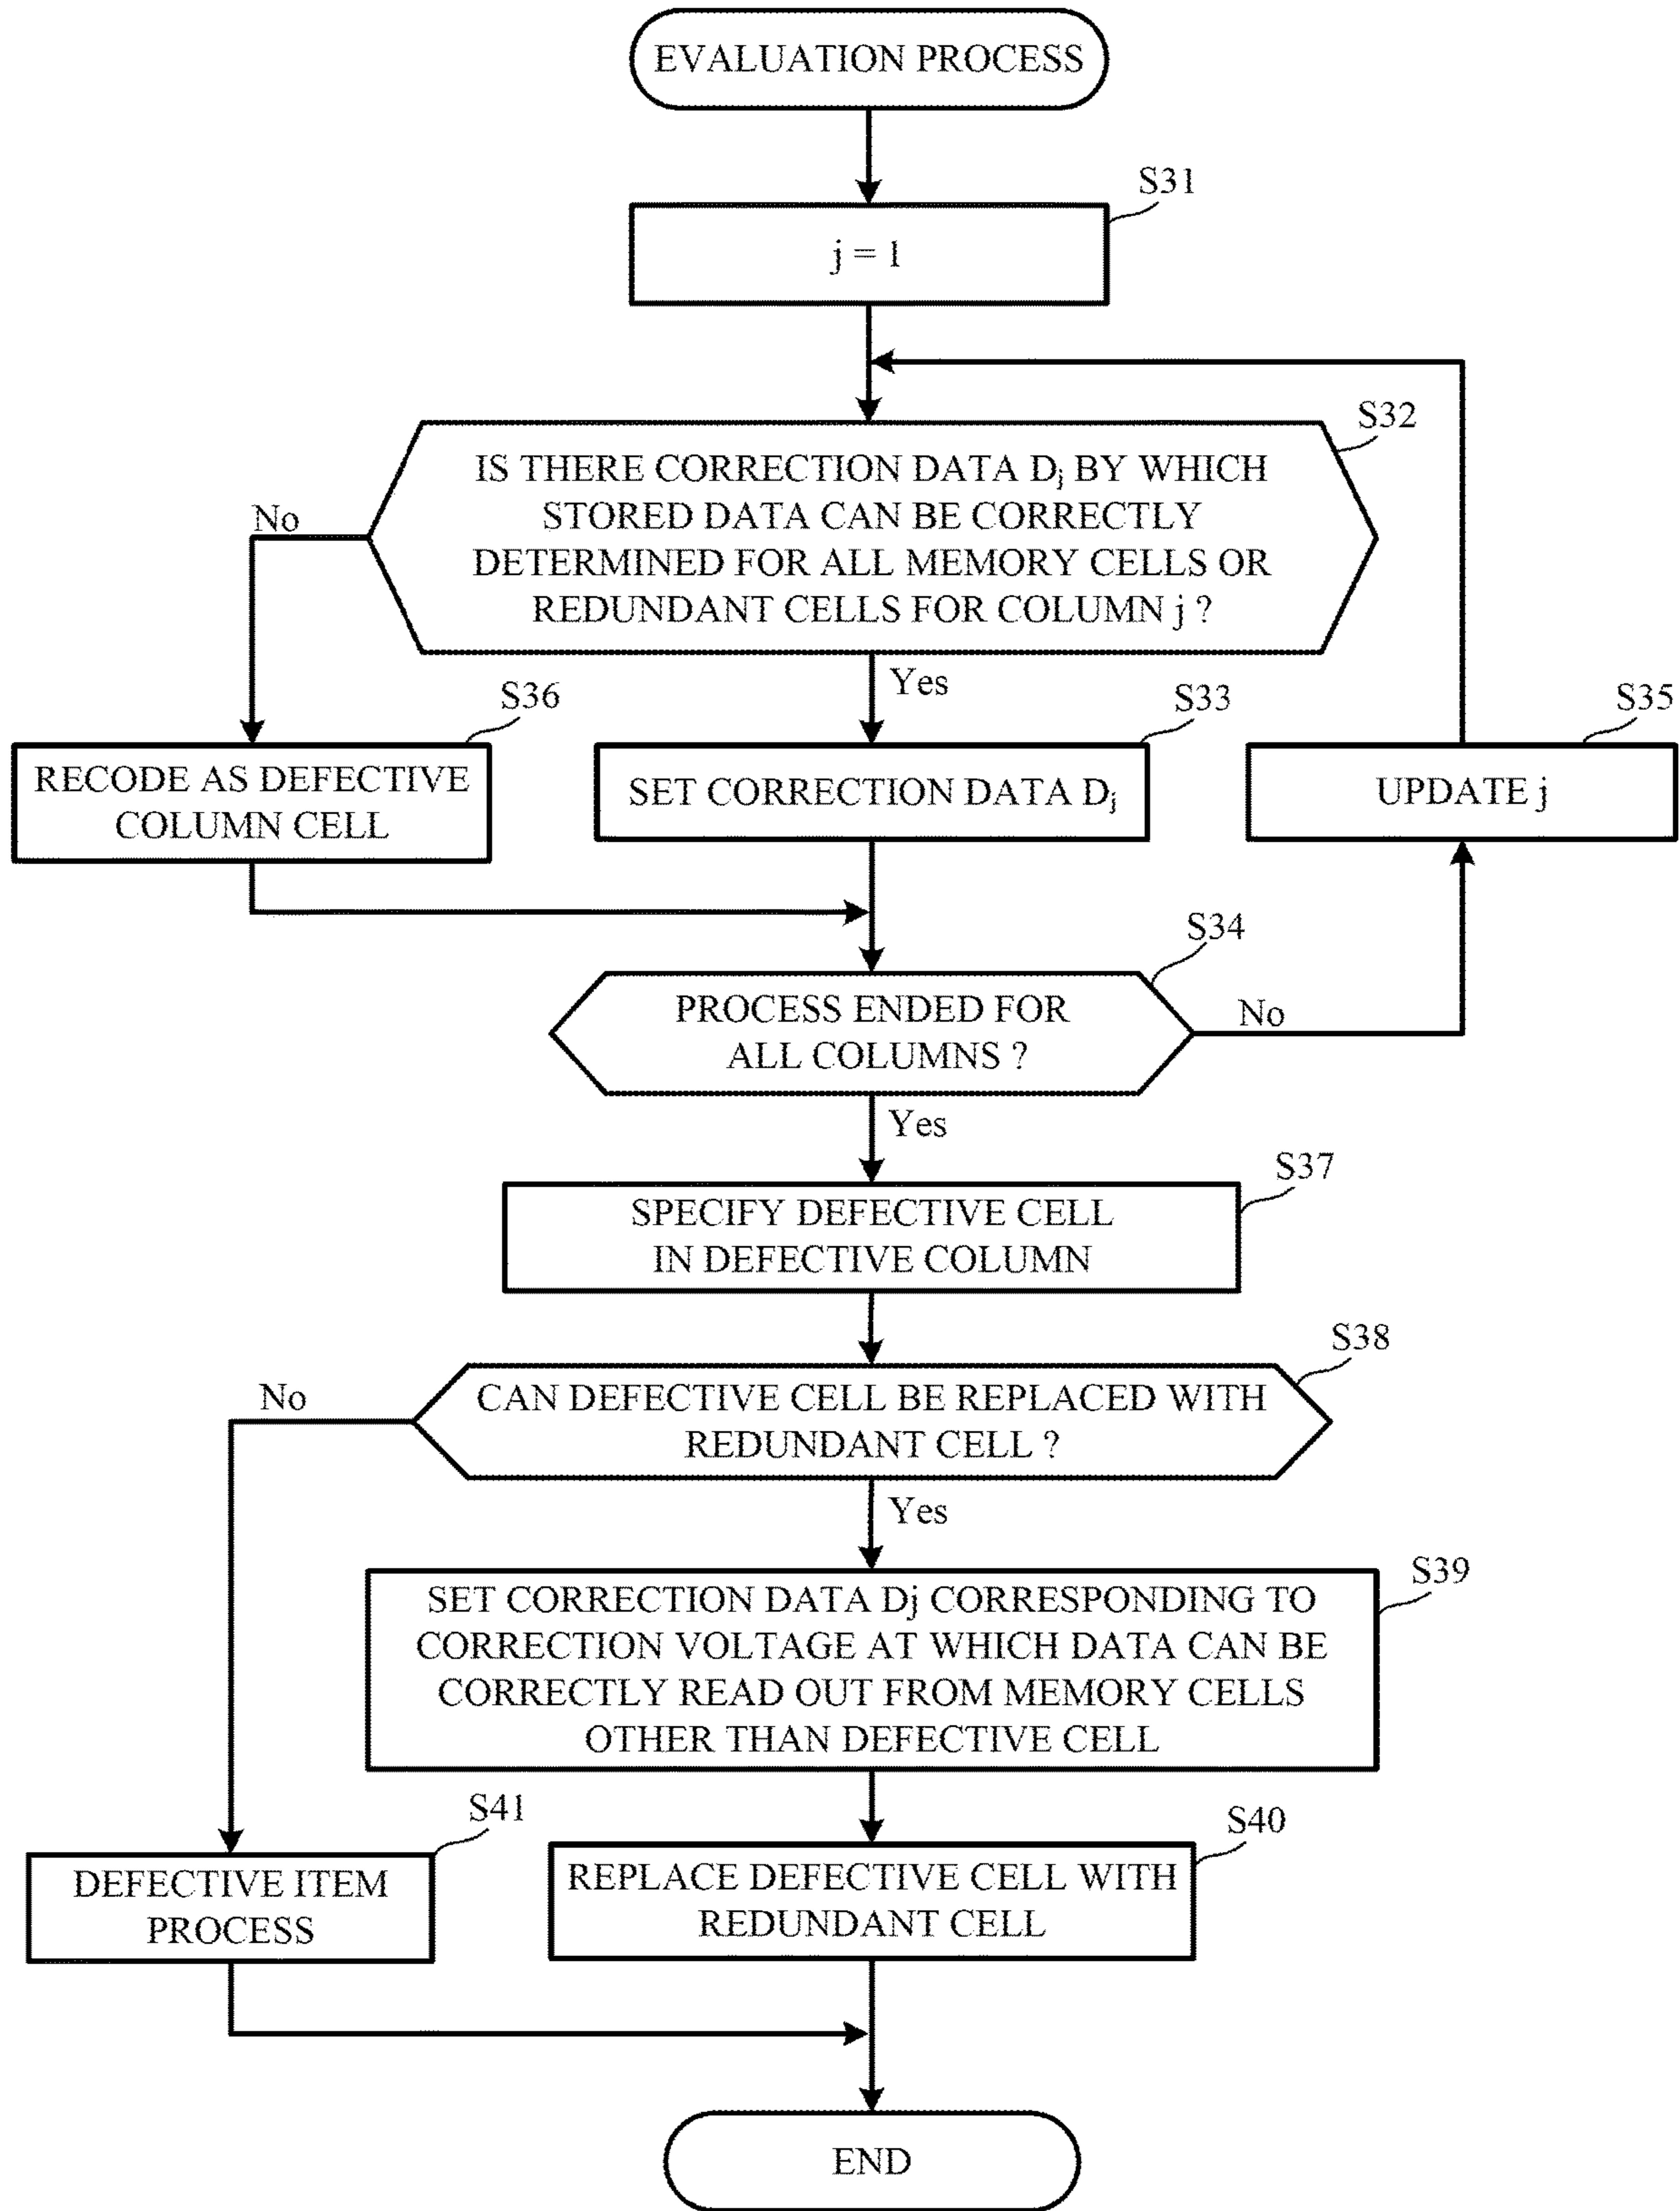 EVALUATION PROCESS
S31
j = 1
S32
IS THERE CORRECTION DATA Dj BY WHICH
STORED DATA CAN BE CORRECTLY
DETERMINED FOR ALL MEMORY CELLS OR
REDUNDANT CELLS FOR COLUMN j ?
No
Yes
S36
RECODE AS DEFECTIVE
COLUMN CELL
S33
SET CORRECTION DATA Dj
S35
UPDATE j
S34
PROCESS ENDED FOR
ALL COLUMNS ?
No
Yes
S37
SPECIFY DEFECTIVE CELL
IN DEFECTIVE COLUMN
S38
CAN DEFECTIVE CELL BE REPLACED WITH
REDUNDANT CELL ?
No
Yes
S39
SET CORRECTION DATA Dj CORRESPONDING TO
CORRECTION VOLTAGE AT WHICH DATA CAN BE
CORRECTLY READ OUT FROM MEMORY CELLS
OTHER THAN DEFECTIVE CELL
S41
DEFECTIVE ITEM
PROCESS
S40
REPLACE DEFECTIVE CELL WITH
REDUNDANT CELL
END